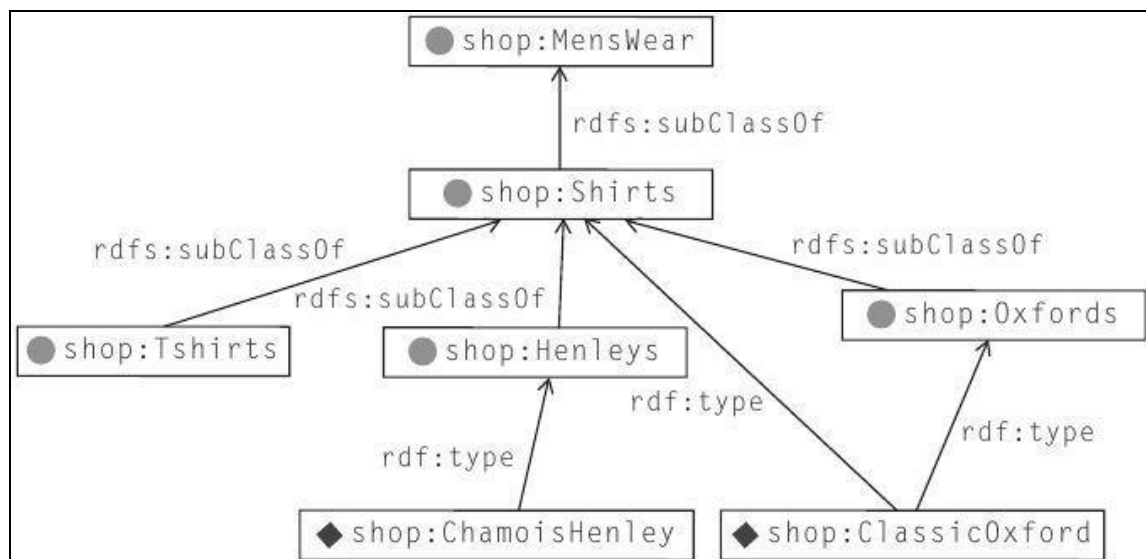 shop:MensWear
rdfs:subClassOf
shop:Shirts
rdfs:subClassOf
rdfs:subClassOf
rdfs:subClassOf
shop:Oxfords
shop:Tshirts
shop:Henleys
rdf:type
rdf:type
rdf:type
shop:ChamoisHenley
shop:ClassicOxford